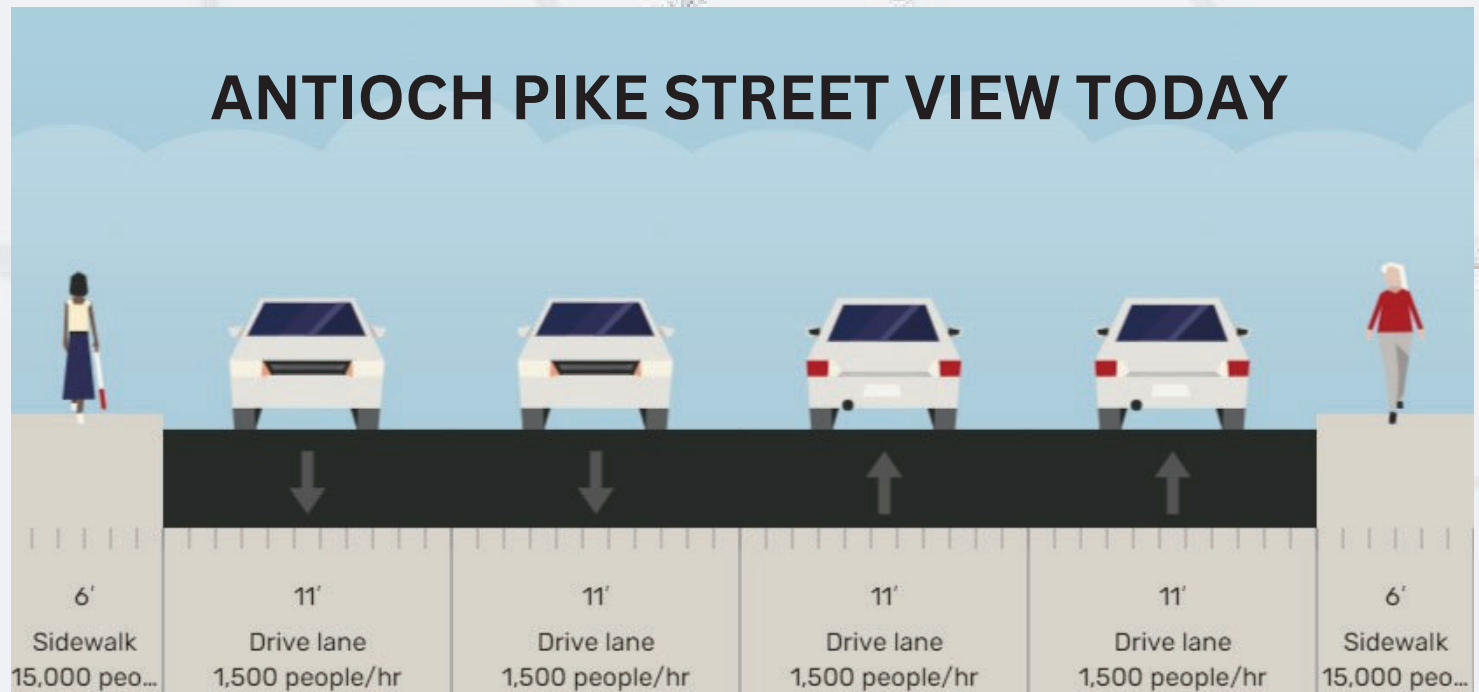 ANTIOCH PIKE STREET VIEW TODAY
6′
Sidewalk
15,000 peo...
11′
Drive lane
1,500 people/hr
11′
Drive lane
1,500 people/hr
11′
Drive lane
1,500 people/hr
11′
Drive lane
1,500 people/hr
6′
Sidewalk
15,000 peo...